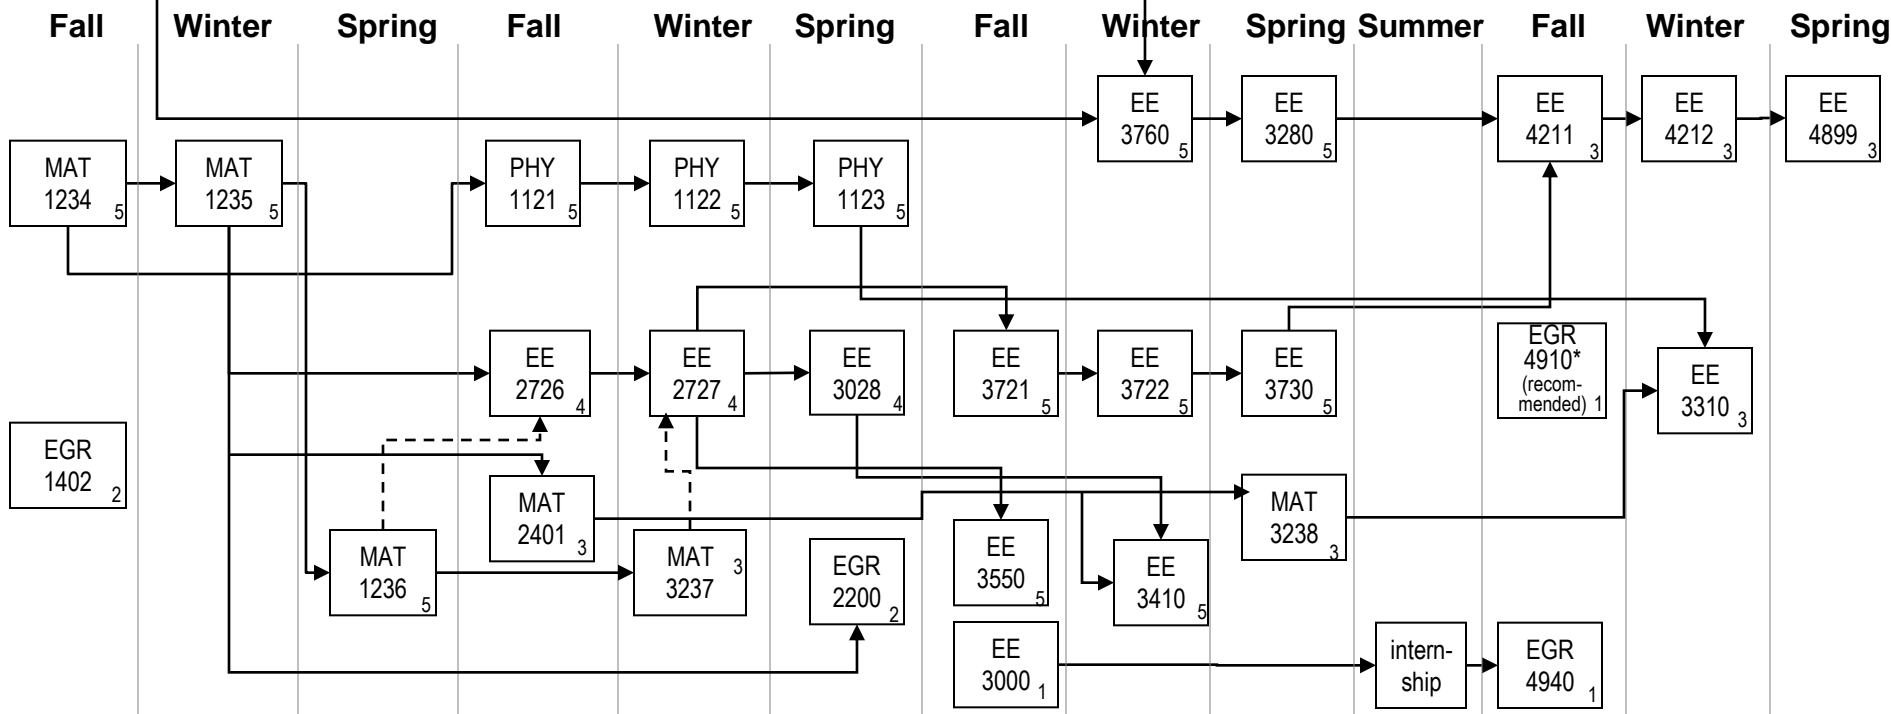 Fall Winter Spring Fall Winter Spring Fall Winter Spring Summer Fall Winter Spring
EE
3760 5
EE
3280 5
EE
4211 3
EE
4212 3
EE
4899 3
MAT
1234 5
MAT
1235 5
PHY
1121 5
PHY
1122 5
PHY
1123 5
EE
2726 4
EE
2727 4
EE
3028 4
EE
3721 5
EE
3722 5
EE
3730 5
EGR
4910*
(recom-
mended) 1
EE
3310 3
EGR
1402 2
MAT
2401 3
MAT
3238 3
MAT
1236 5
MAT 3
3237
EGR
2200 2
EE
3550 5
EE
3410 5
EE
3000 1
intern-
ship
EGR
4940 1